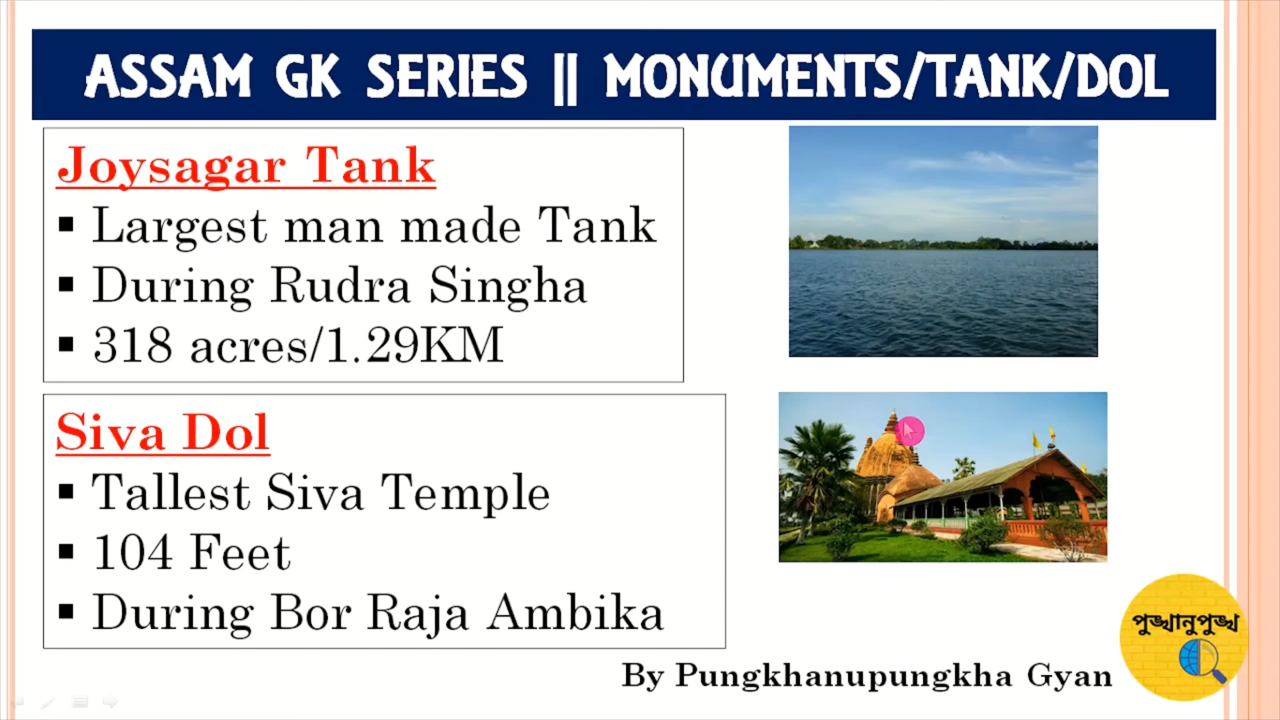 ASSAM GK SERIES || MONUMENTS/TANK/DOL
Joysagar Tank
▪ Largest man made Tank
▪ During Rudra Singha
▪ 318 acres/1.29KM
Siva Dol
▪ Tallest Siva Temple
▪ 104 Feet
▪ During Bor Raja Ambika
পুঙ্খানুপুঙ্খ
By Pungkhanupungkha Gyan